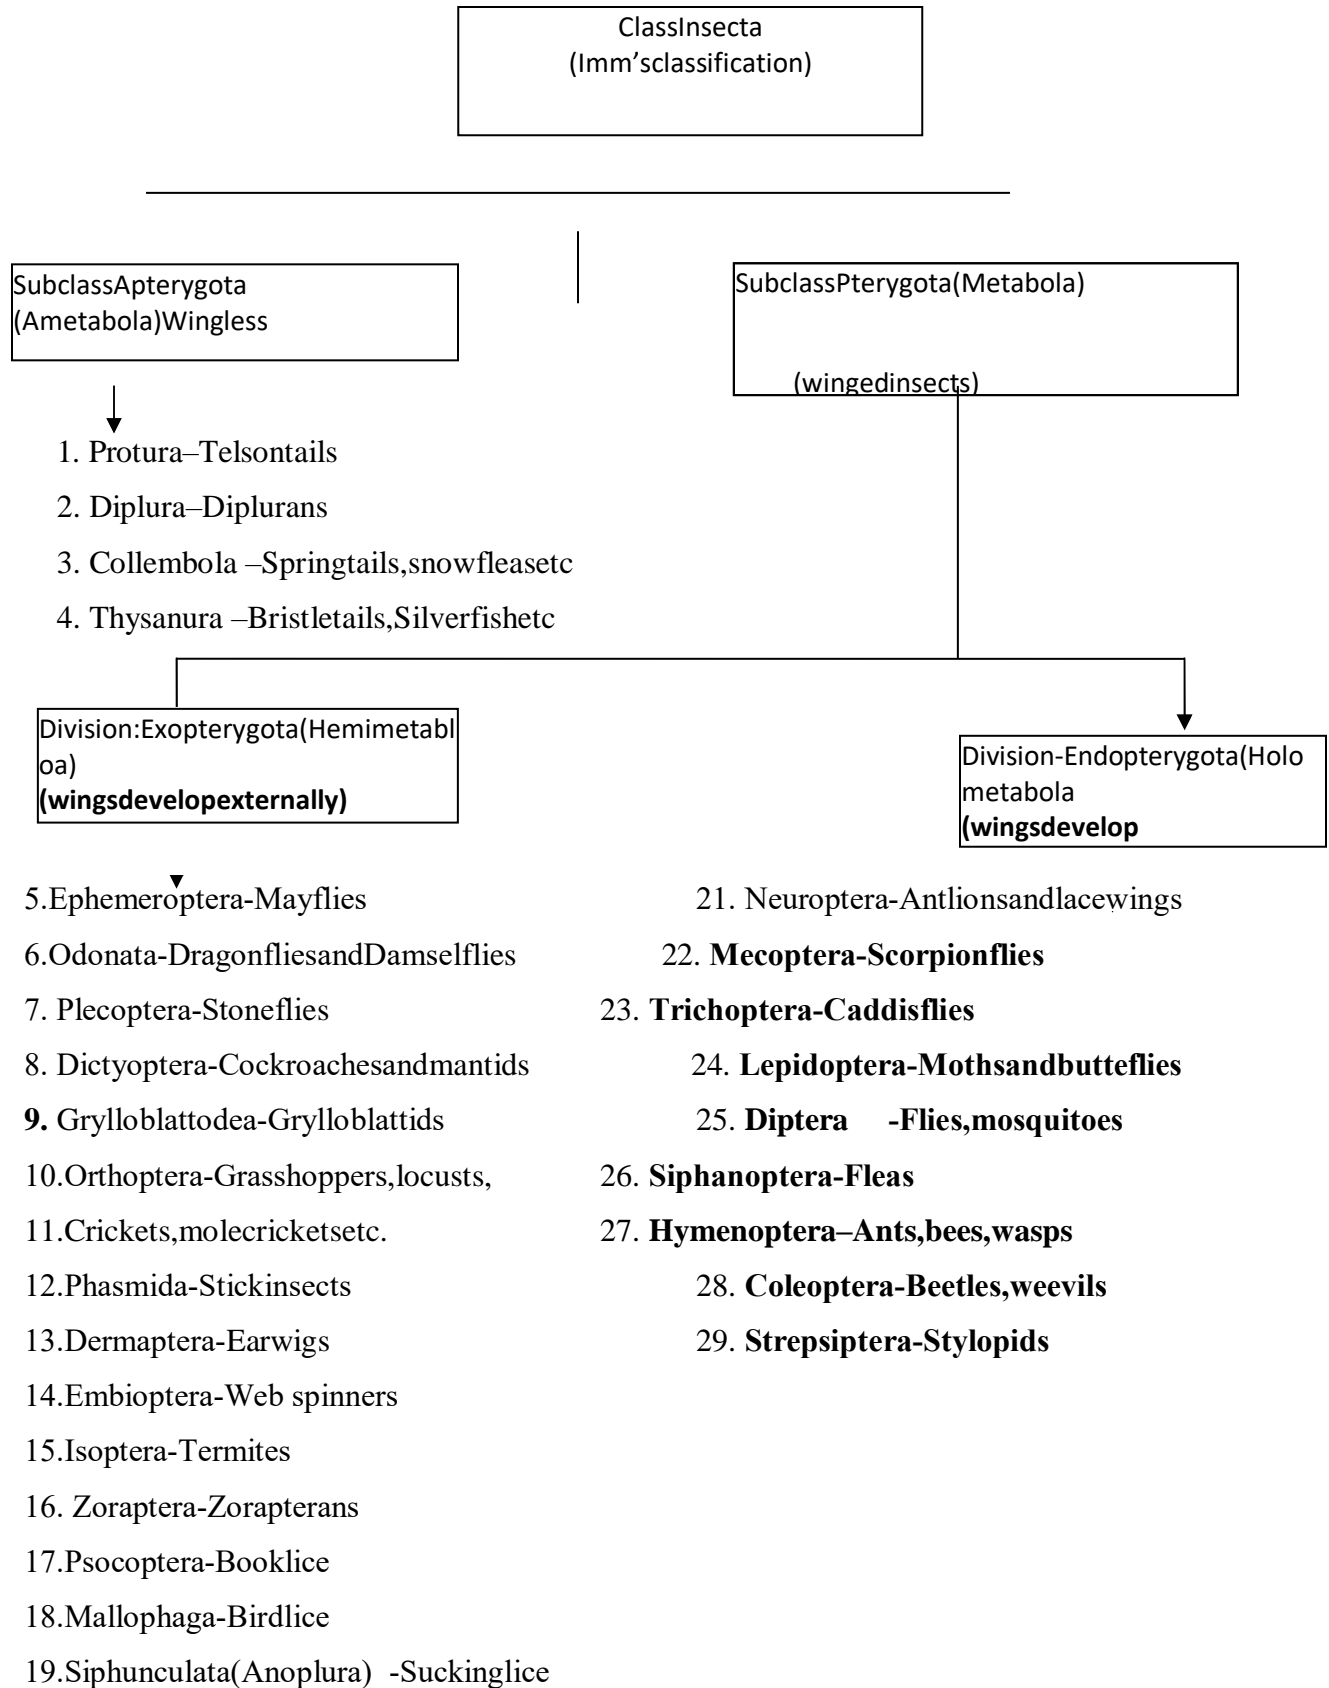 ClassInsecta
(Imm’sclassification)
SubclassApterygota
(Ametabola)Wingless
SubclassPterygota(Metabola)
(wingedinsects)
1. Protura–Telsontails
2. Diplura–Diplurans
3. Collembola –Springtails,snowfleasetc
4. Thysanura –Bristletails,Silverfishetc
Division:Exopterygota(Hemimetabl
oa)
(wingsdevelopexternally)
Division-Endopterygota(Holo
metabola
(wingsdevelop
5.Ephemeroptera-Mayflies
6.Odonata-DragonfliesandDamselflies
7. Plecoptera-Stoneflies
8. Dictyoptera-Cockroachesandmantids
9. Grylloblattodea-Grylloblattids
10.Orthoptera-Grasshoppers,locusts,
11.Crickets,molecricketsetc.
12.Phasmida-Stickinsects
13.Dermaptera-Earwigs
14.Embioptera-Web spinners
15.Isoptera-Termites
16. Zoraptera-Zorapterans
17.Psocoptera-Booklice
18.Mallophaga-Birdlice
19.Siphunculata(Anoplura) -Suckinglice
21. Neuroptera-Antlionsandlacewings
22. Mecoptera-Scorpionflies
23. Trichoptera-Caddisflies
24. Lepidoptera-Mothsandbutteflies
25. Diptera -Flies,mosquitoes
26. Siphanoptera-Fleas
27. Hymenoptera–Ants,bees,wasps
28. Coleoptera-Beetles,weevils
29. Strepsiptera-Stylopids